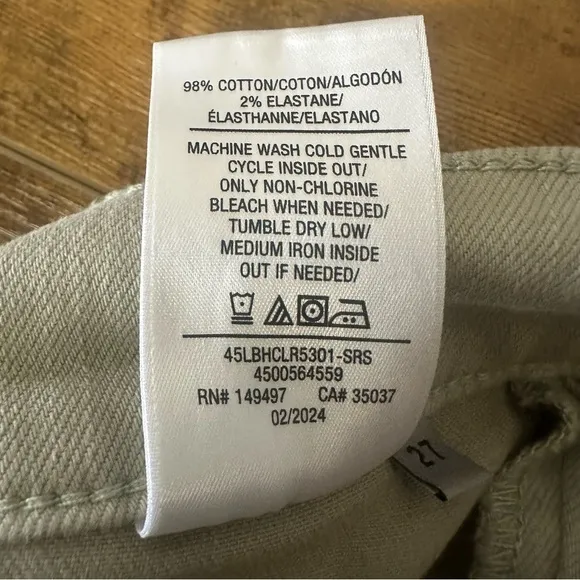 98% COTTON/COTON/ALGODÓN
2% ELASTANE/
ÉLASTHANNE/ELASTANO
MACHINE WASH COLD GENTLE
CYCLE INSIDE OUT/
ONLY NON-CHLORINE
BLEACH WHEN NEEDED/
TUMBLE DRY LOW/
MEDIUM IRON INSIDE
OUT IF NEEDED/
45LBHCLR5301-SRS
4500564559
RN# 149497 CA# 35037
02/2024
27